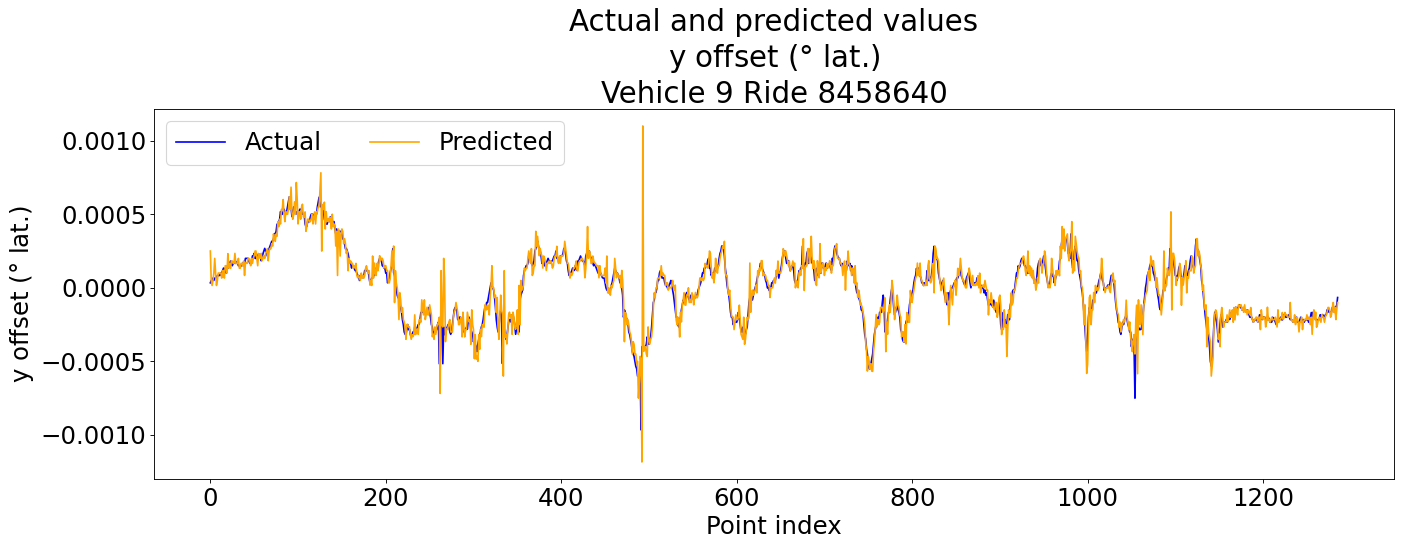 Actual and predicted values
y offset (° lat.)
Vehicle 9 Ride 8458640
Actual Predicted
y offset (° lat.)
0.0010
0.0005
0.0000
−0.0005
−0.0010
0 200 400 600 800 1000 1200
Point index